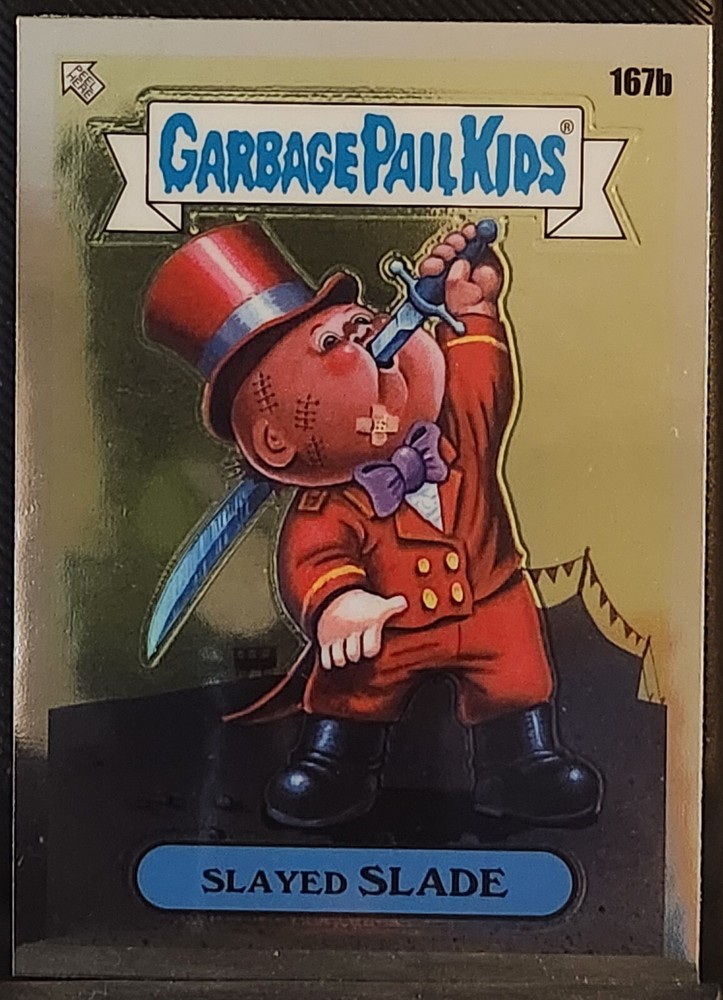 PEEL HERE
167b
GARBAGE PAIL KIDS®
SLAYED SLADE